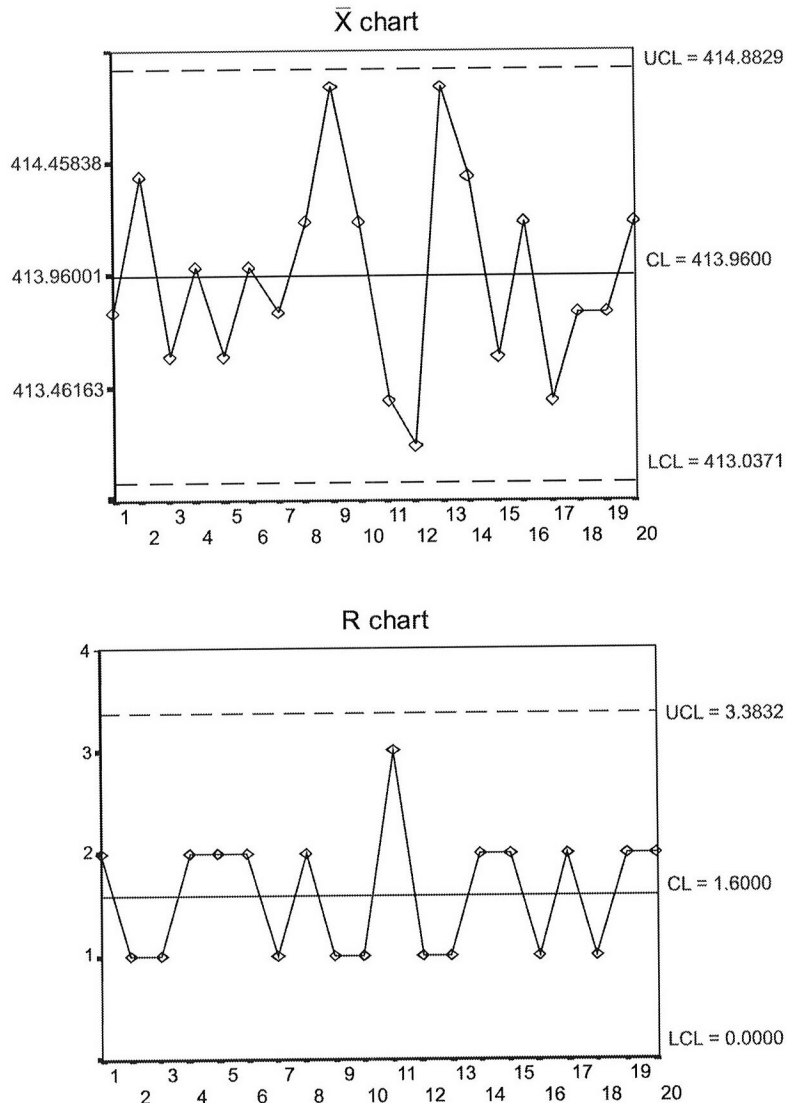 X̅ chart
UCL = 414.8829
414.45838
CL = 413.9600
413.96001
413.46163
LCL = 413.0371
1 3 5 7 9 11 13 15 17 19
2 4 6 8 10 12 14 16 18 20
R chart
4
UCL = 3.3832
3
2
CL = 1.6000
1
LCL = 0.0000
1 3 5 7 9 11 13 15 17 19
2 4 6 8 10 12 14 16 18 20